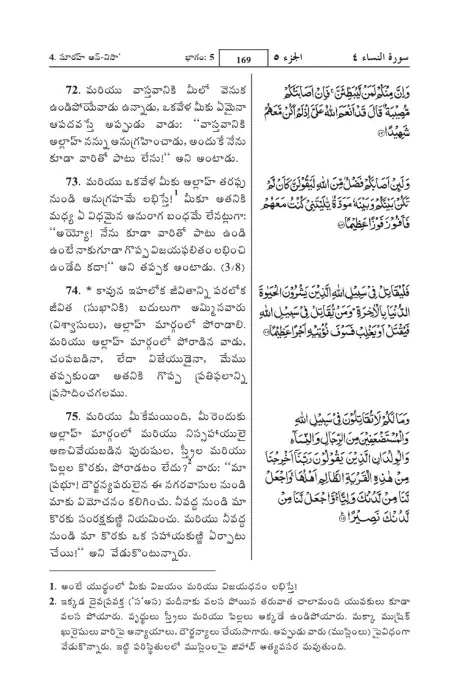 4. సూరహ్ అన్-నిసా'
భాగం: 5
169
الجزء ٥
سورة النساء ٤
72. మరియు వాస్తవానికి మీలో వెనుక
ఉండిపోయేవాడు ఉన్నాడు, ఒకవేళ మీకు ఏమైనా
ఆపదవస్తే అప్పుడు వాడు: "వాస్తవానికి
అల్లాహ్ నన్ను అనుగ్రహించాడు, అందుకే నేను
కూడా వారితో పాటు లేను!" అని అంటాడు.
73. మరియు ఒకవేళ మీకు అల్లాహ్ తరఫు
నుండి అనుగ్రహమే లభిస్తే!1 మీకూ అతనికి
మధ్య ఏ విధమైన అనురాగ బంధమే లేనట్లుగా:
"అయ్యో! నేను కూడా వారితో పాటు ఉండి
ఉంటే నాకుగూడా గొప్ప విజయఫలితం లభించి
ఉండేది కదా!" అని తప్పక అంటాడు. (3/8)
74. * కావున ఇహలోక జీవితాన్ని పరలోక
జీవిత (సుఖానికి) బదులుగా అమ్మినవారు
(విశ్వాసులు), అల్లాహ్ మార్గంలో పోరాడాలి.
మరియు అల్లాహ్ మార్గంలో పోరాడిన వాడు,
చంపబడినా, లేదా విజేయుడైనా, మేము
తప్పకుండా అతనికి గొప్ప ప్రతిఫలాన్ని
ప్రసాదించగలము.
75. మరియు మీకేమయింది, మీరెందుకు
అల్లాహ్ మార్గంలో మరియు నిస్సహాయులై
అణచివేయబడిన పురుషుల, స్త్రీల మరియు
పిల్లల కొరకు, పోరాడటం లేదు?2 వారు: "మా
ప్రభూ! దౌర్జన్యపరులైన ఈ నగరవాసుల నుండి
మాకు విమోచనం కలిగించు. నీవద్ద నుండి మా
కొరకు సంరక్షకుణ్ణి నియమించు. మరియు నీవద్ద
నుండి మా కొరకు ఒక సహాయకుణ్ణి ఏర్పాటు
చేయి!" అని వేడుకొంటున్నారు.
وَإِنَّ مِنكُمْ لَمَن لَّيُبَطِّئَنَّ فَإِنْ أَصَابَتْكُم
مُّصِيبَةٌ قَالَ قَدْ أَنْعَمَ اللَّهُ عَلَيَّ إِذْ لَمْ أَكُن مَّعَهُمْ
شَهِيدًا ۝
وَلَئِنْ أَصَابَكُمْ فَضْلٌ مِّنَ اللَّهِ لَيَقُولَنَّ كَأَن لَّمْ
تَكُن بَيْنَكُمْ وَبَيْنَهُ مَوَدَّةٌ يَا لَيْتَنِي كُنتُ مَعَهُمْ
فَأَفُوزَ فَوْزًا عَظِيمًا ۝
فَلْيُقَاتِلْ فِي سَبِيلِ اللَّهِ الَّذِينَ يَشْرُونَ الْحَيَوةَ
الدُّنْيَا بِالْآخِرَةِ وَمَن يُقَاتِلْ فِي سَبِيلِ اللَّهِ
فَيُقْتَلْ أَوْ يَغْلِبْ فَسَوْفَ نُؤْتِيهِ أَجْرًا عَظِيمًا ۝
وَمَا لَكُمْ لَا تُقَاتِلُونَ فِي سَبِيلِ اللَّهِ
وَالْمُسْتَضْعَفِينَ مِنَ الرِّجَالِ وَالنِّسَاءِ
وَالْوِلْدَانِ الَّذِينَ يَقُولُونَ رَبَّنَا أَخْرِجْنَا
مِنْ هَٰذِهِ الْقَرْيَةِ الظَّالِمِ أَهْلُهَا وَاجْعَل
لَّنَا مِن لَّدُنكَ وَلِيًّا وَاجْعَل لَّنَا مِن
لَّدُنكَ نَصِيرًا ۝
1. అంటే యుద్ధంలో మీకు విజయం మరియు విజయధనం లభిస్తే!
2. ఇక్కడ దైవప్రవక్త ('స'అస) మదీనాకు వలస పోయిన తరువాత చాలామంది యువకులు కూడా
వలస పోయారు. వృద్ధులు స్త్రీలు మరియు పిల్లలు అక్కడే ఉండిపోయారు. మక్కా ముష్రిక్
ఖురైషులు వారిపై అన్యాయాలు, దౌర్జన్యాలు చేయసాగారు. అప్పుడు వారు (ముస్లింలు) పైవిధంగా
వేడుకొన్నారు. ఇట్టి పరిస్థితులలో ముస్లింలపై జిహాద్ అత్యవసర మవుతుంది.